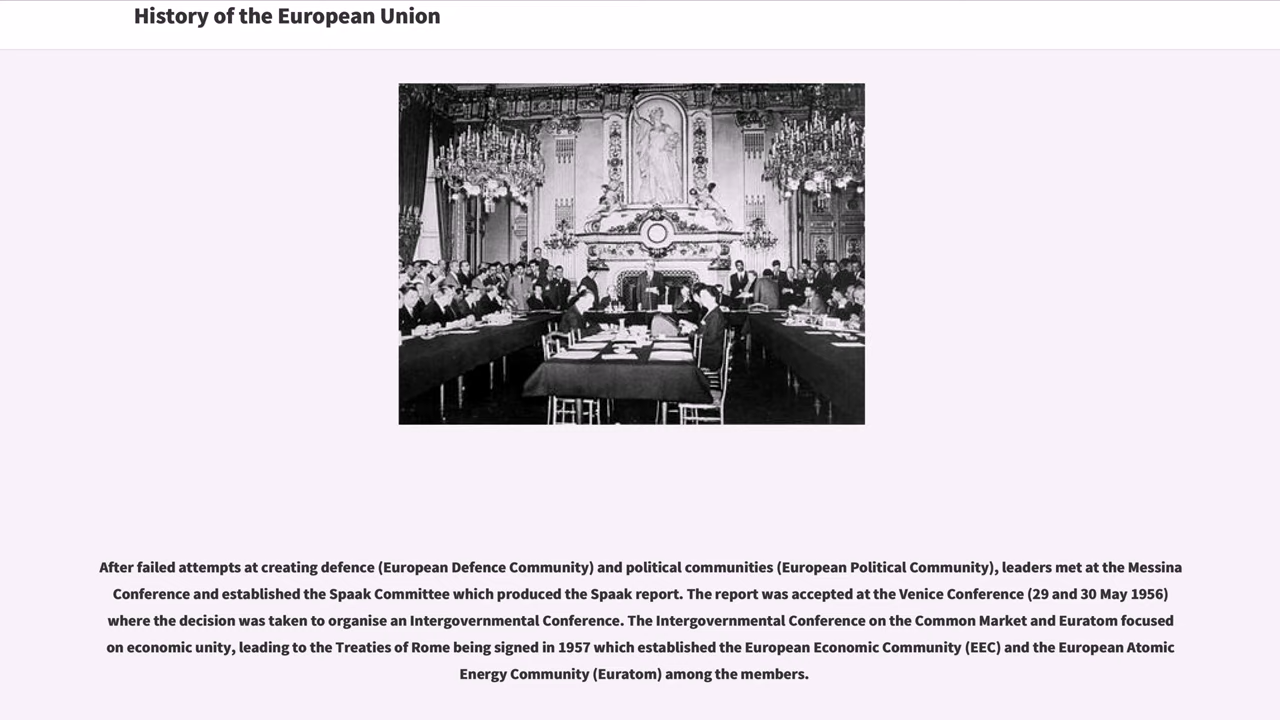 History of the European Union
After failed attempts at creating defence (European Defence Community) and political communities (European Political Community), leaders met at the Messina
Conference and established the Spaak Committee which produced the Spaak report. The report was accepted at the Venice Conference (29 and 30 May 1956)
where the decision was taken to organise an Intergovernmental Conference. The Intergovernmental Conference on the Common Market and Euratom focused
on economic unity, leading to the Treaties of Rome being signed in 1957 which established the European Economic Community (EEC) and the European Atomic
Energy Community (Euratom) among the members.